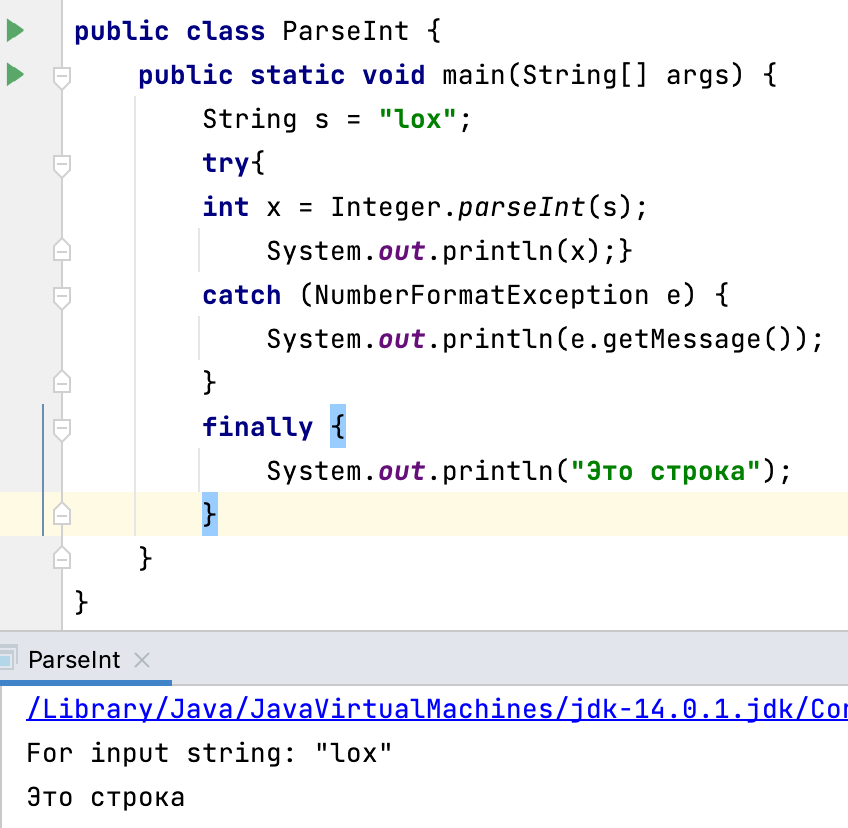 public class ParseInt {
    public static void main(String[] args) {
        String s = "lox";
        try{
        int x = Integer.parseInt(s);
            System.out.println(x);}
        catch (NumberFormatException e) {
            System.out.println(e.getMessage());
        }
        finally {
            System.out.println("Это строка");
        }
    }
}
ParseInt
/Library/Java/JavaVirtualMachines/jdk-14.0.1.jdk/Con
For input string: "lox"
Это строка